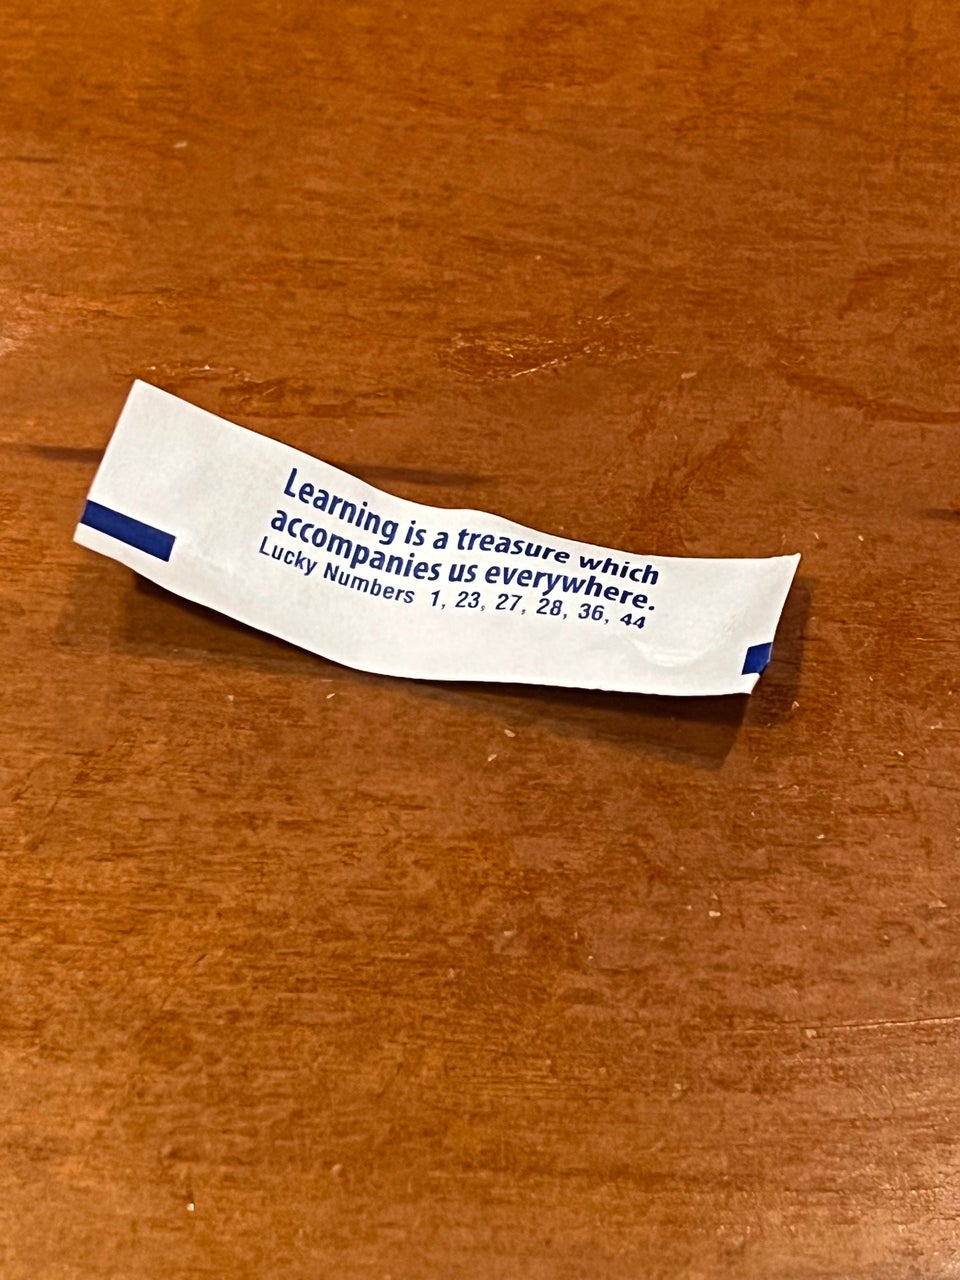 Learning is a treasure which
accompanies us everywhere.
Lucky Numbers 1, 23, 27, 28, 36, 44